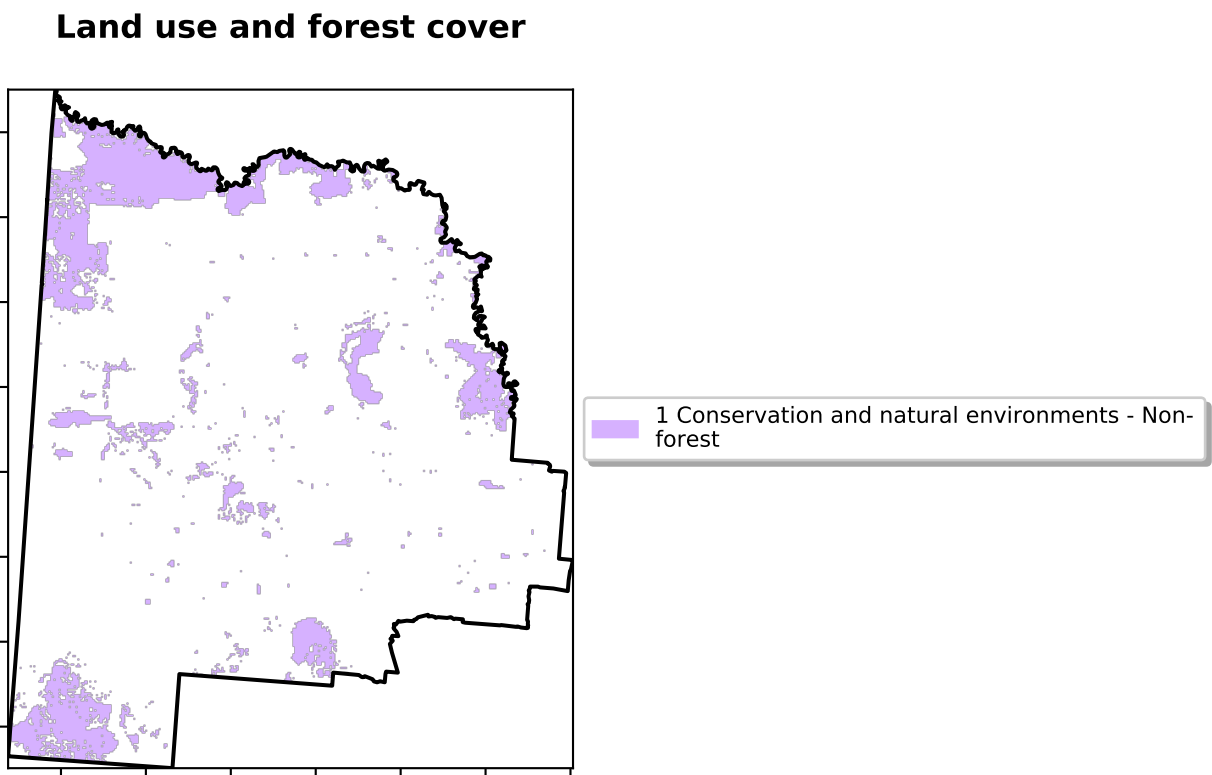 Land use and forest cover
1 Conservation and natural environments - Non-
forest